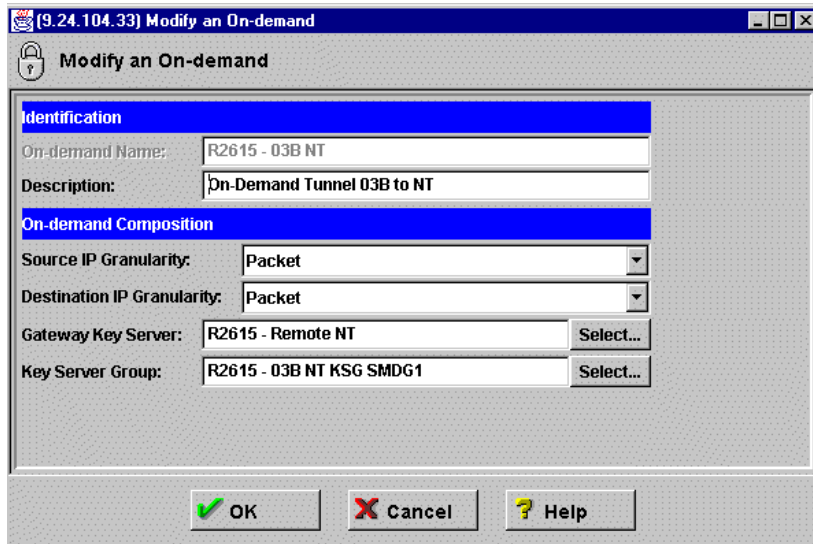 (9.24.104.33) Modify an On-demand
Modify an On-demand
Identification
On-demand Name: R2615 - 03B NT
Description: On-Demand Tunnel 03B to NT
On-demand Composition
Source IP Granularity: Packet
Destination IP Granularity: Packet
Gateway Key Server: R2615 - Remote NT Select...
Key Server Group: R2615 - 03B NT KSG SMDG1 Select...
OK Cancel ? Help